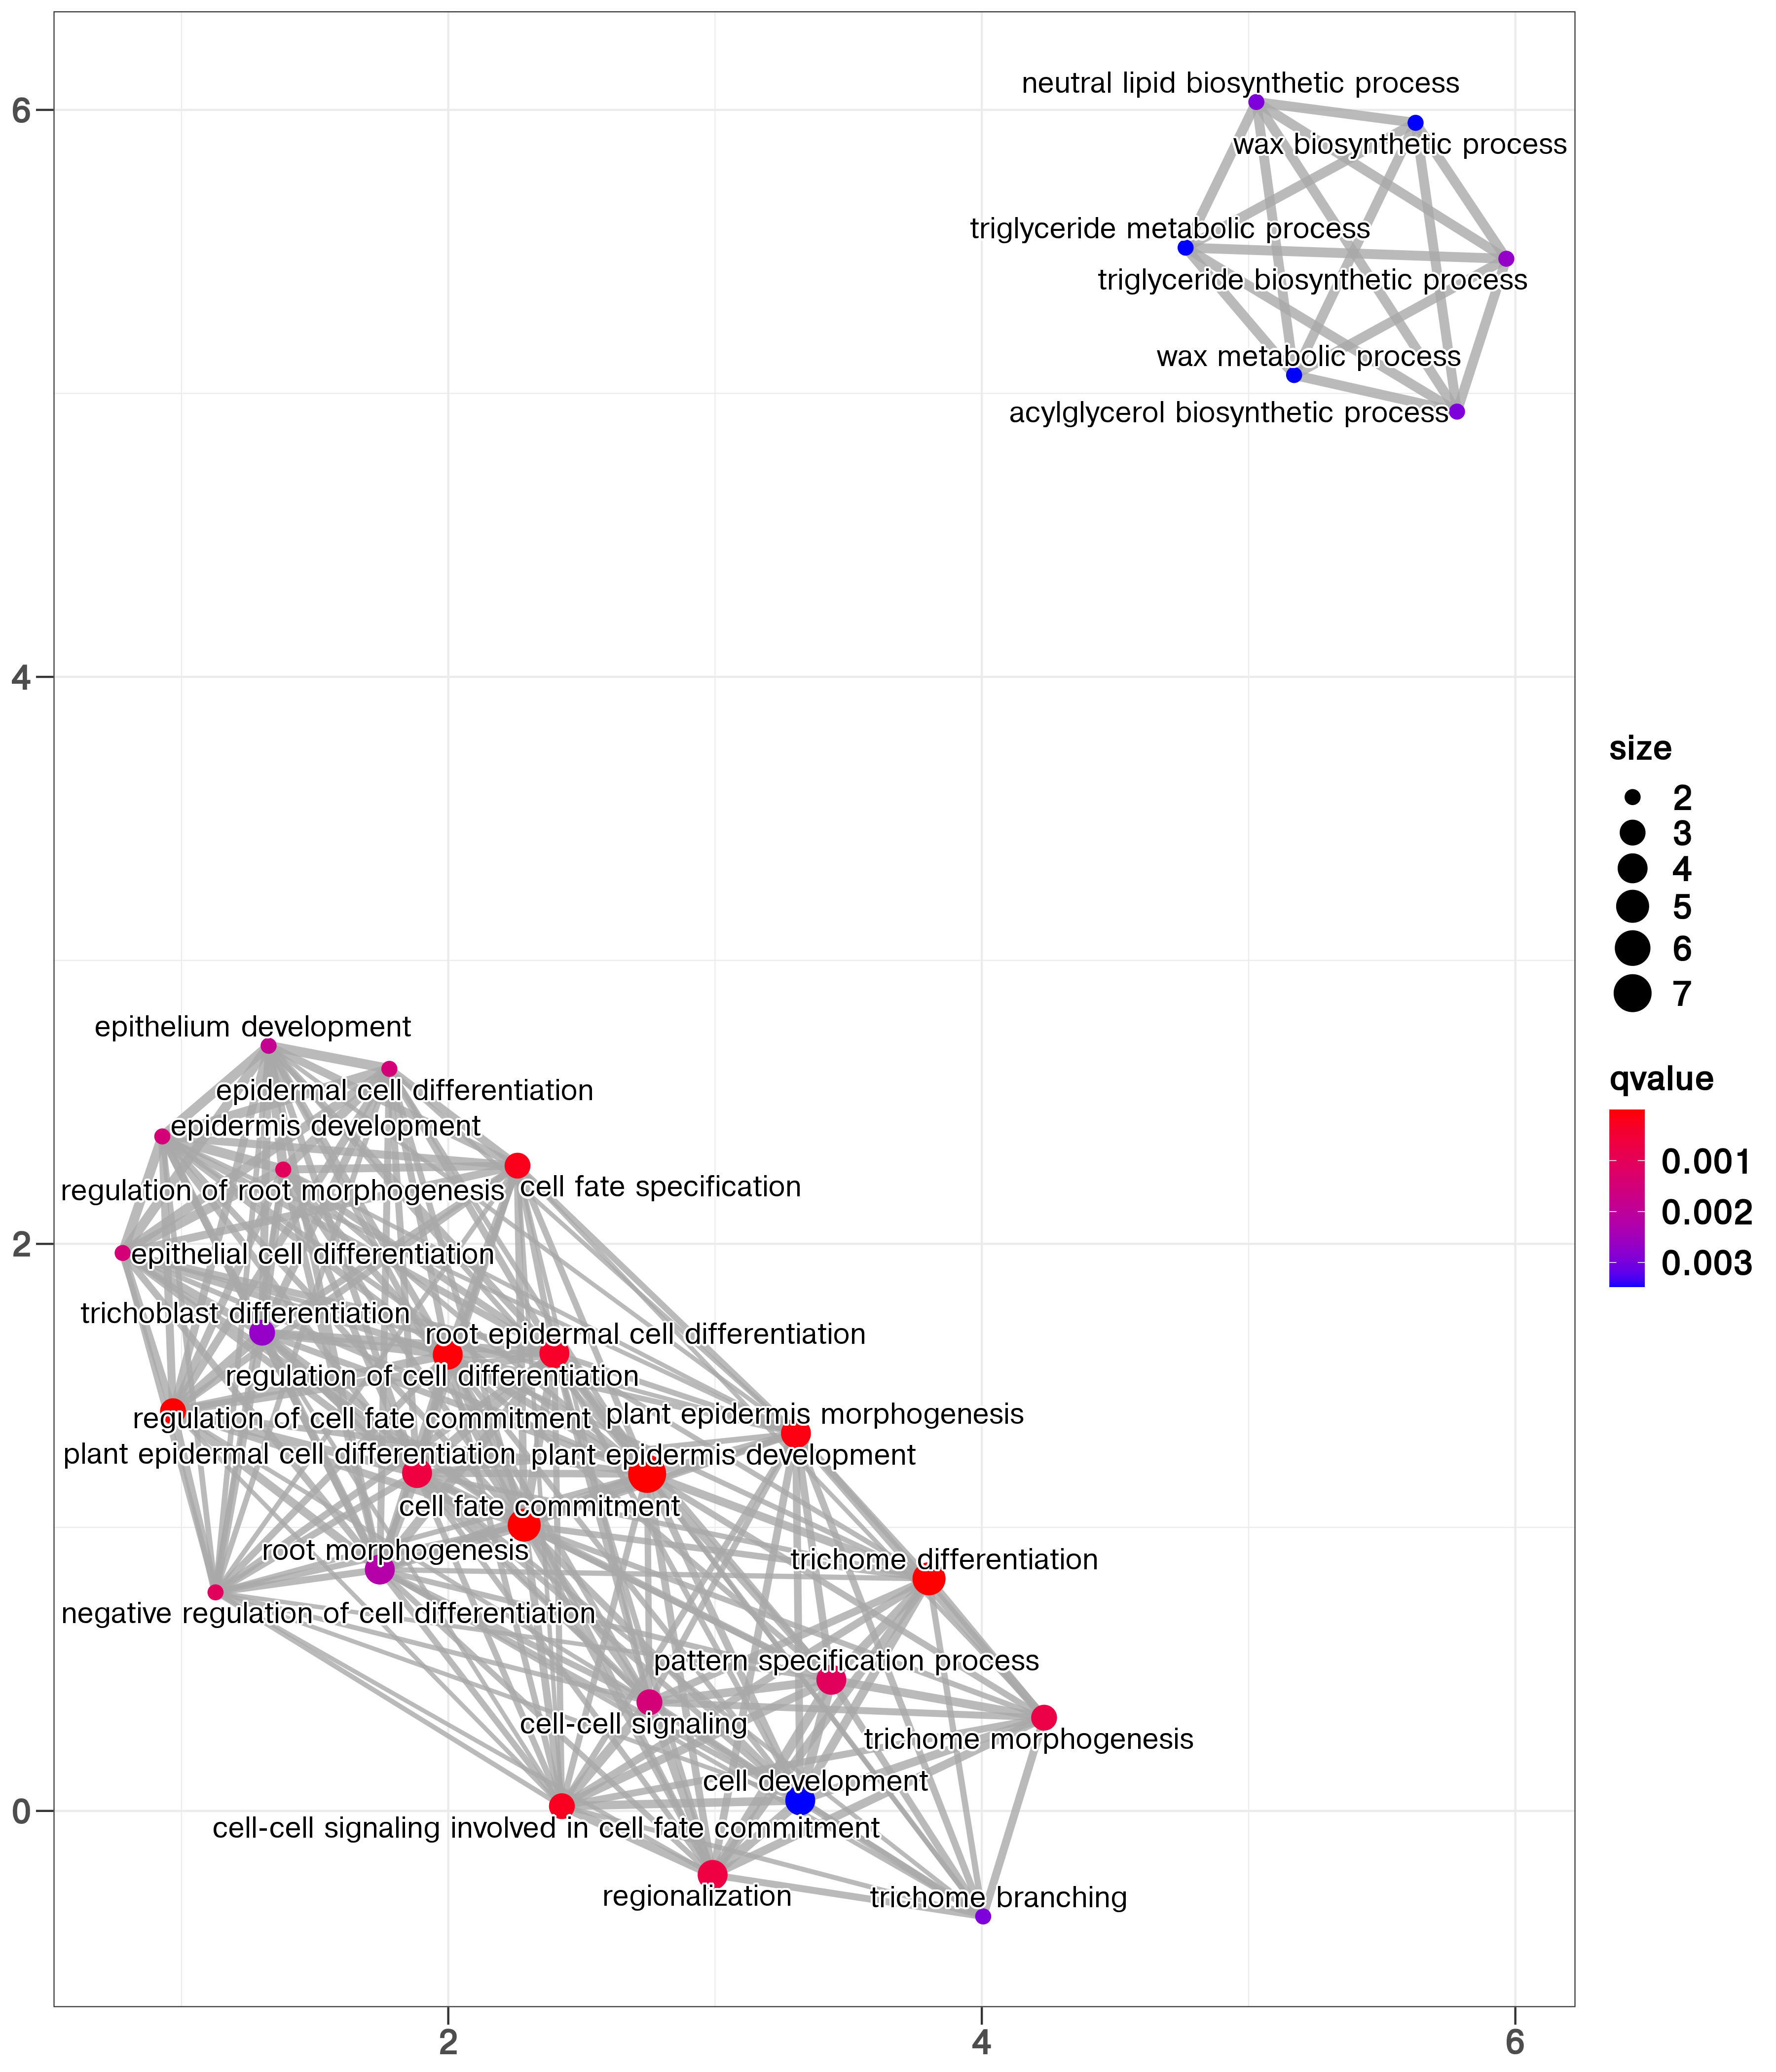 6
neutral lipid biosynthetic process
wax biosynthetic process
triglyceride metabolic process
triglyceride biosynthetic process
wax metabolic process
acylglycerol biosynthetic process
4
size
2
3
4
5
6
7
epithelium development
qvalue
epidermal cell differentiation
epidermis development
0.001
regulation of root morphogenesis
cell fate specification
0.002
2
epithelial cell differentiation
0.003
trichoblast differentiation
root epidermal cell differentiation
regulation of cell differentiation
regulation of cell fate commitment
plant epidermis morphogenesis
plant epidermal cell differentiation
plant epidermis development
cell fate commitment
root morphogenesis
trichome differentiation
negative regulation of cell differentiation
pattern specification process
cell-cell signaling
trichome morphogenesis
cell development
0
cell-cell signaling involved in cell fate commitment
regionalization
trichome branching
2
4
6